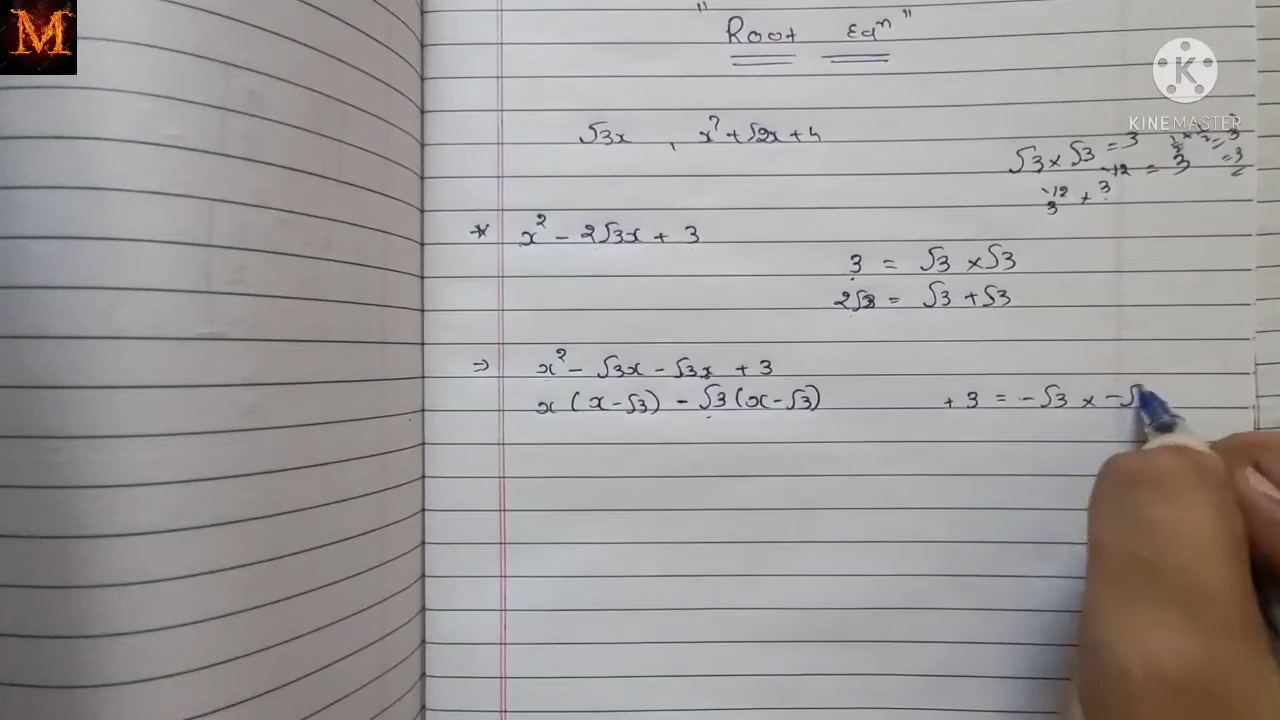 M
" Root Eqn "
KINEMASTER
√3x , x² + √2x + 4
√3 × √3 = 3
* x² - 2√3x + 3
3 = √3 × √3
2√3 = √3 + √3
⇒ x² - √3x - √3x + 3
x (x - √3) - √3 (x - √3)
+ 3 = - √3 × - √